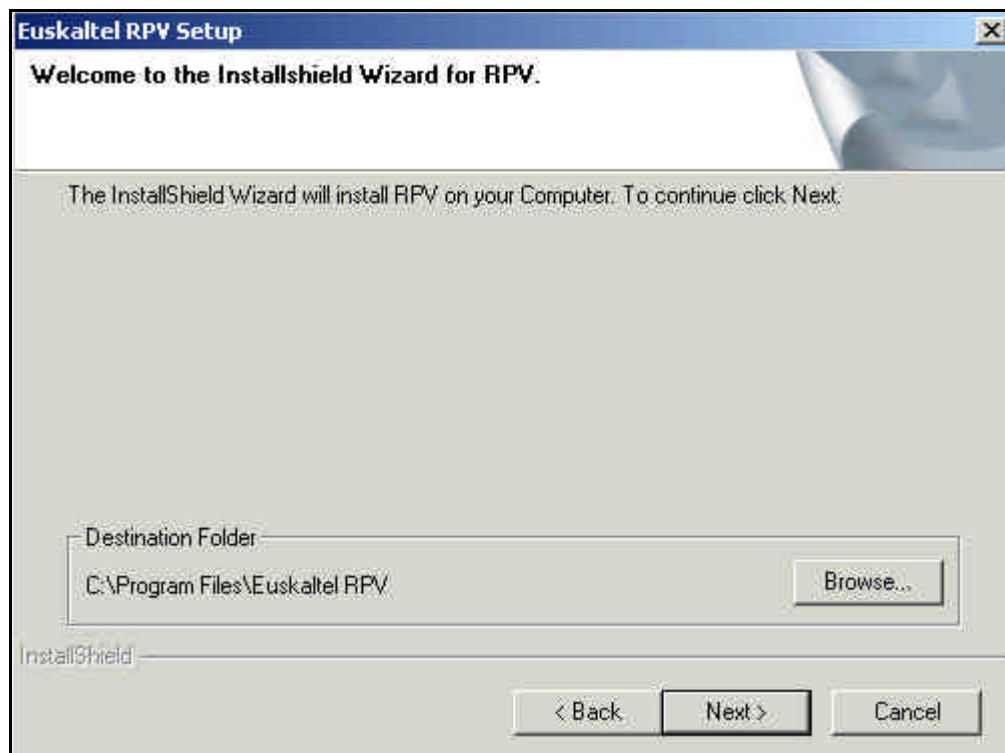 Euskaltel RPV Setup
Welcome to the Installshield Wizard for RPV.
The InstallShield Wizard will install RPV on your Computer. To continue click Next.
Destination Folder
C:\Program Files\Euskaltel RPV
Browse...
InstallShield
< Back
Next >
Cancel